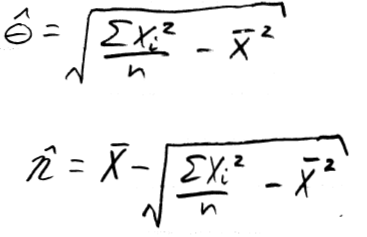 θ̂ = √(ΣXᵢ²/n − X̄²)
n̂ = X̄ − √(ΣXᵢ²/n − X̄²)